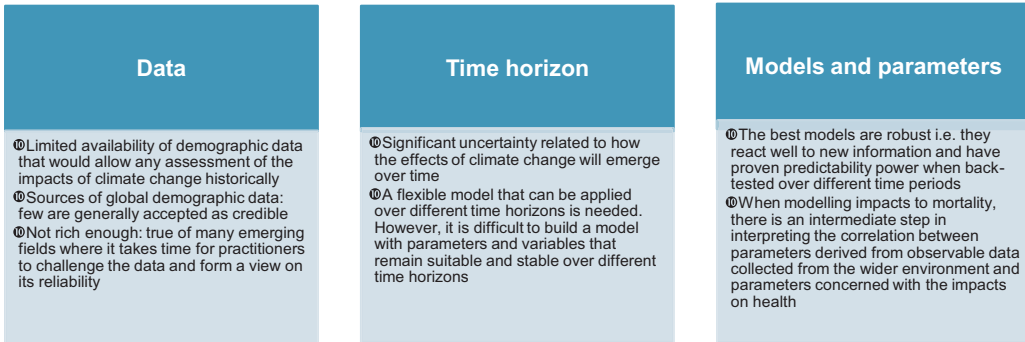 Data
❿Limited availability of demographic data
that would allow any assessment of the
impacts of climate change historically
❿Sources of global demographic data:
few are generally accepted as credible
❿Not rich enough: true of many emerging
fields where it takes time for practitioners
to challenge the data and form a view on
its reliability
Time horizon
❿Significant uncertainty related to how
the effects of climate change will emerge
over time
❿A flexible model that can be applied
over different time horizons is needed.
However, it is difficult to build a model
with parameters and variables that
remain suitable and stable over different
time horizons
Models and parameters
❿The best models are robust i.e. they
react well to new information and have
proven predictability power when back-
tested over different time periods
❿When modelling impacts to mortality,
there is an intermediate step in
interpreting the correlation between
parameters derived from observable data
collected from the wider environment and
parameters concerned with the impacts
on health